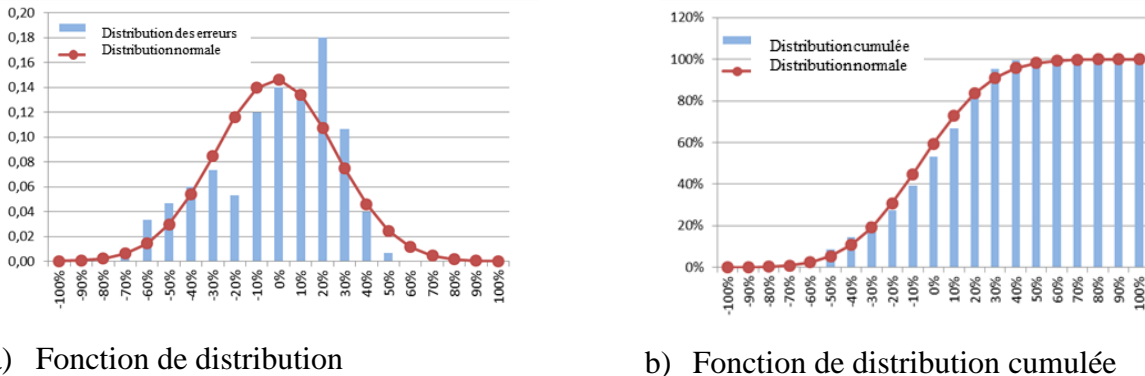 0,20
0,18
0,16
0,14
0,12
0,10
0,08
0,06
0,04
0,02
0,00
Distribution des erreurs
Distribution normale
-100% -90% -80% -70% -60% -50% -40% -30% -20% -10% 0% 10% 20% 30% 40% 50% 60% 70% 80% 90% 100%
) Fonction de distribution
120%
100%
80%
60%
40%
20%
0%
Distribution cumulée
Distribution normale
-100% -90% -80% -70% -60% -50% -40% -30% -20% -10% 0% 10% 20% 30% 40% 50% 60% 70% 80% 90% 100%
b) Fonction de distribution cumulée